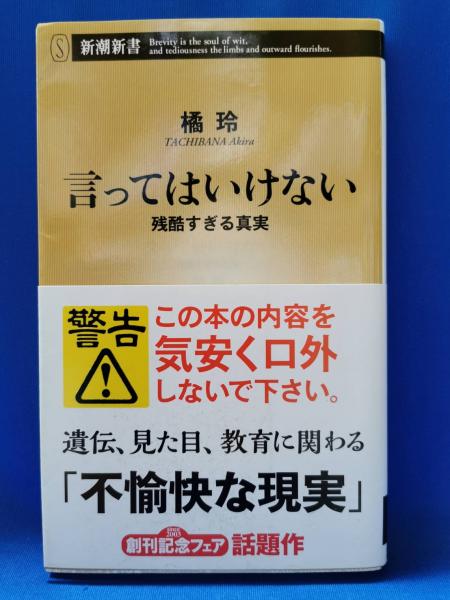 S
新潮新書
Brevity is the soul of wit,
and tediousness the limbs and outward flourishes.
橘 玲
TACHIBANA Akira
言ってはいけない
残酷すぎる真実
警告
!
この本の内容を
気安く口外
しないで下さい。
遺伝、見た目、教育に関わる
「不愉快な現実」
SINCE
2003
創刊記念フェア
話題作